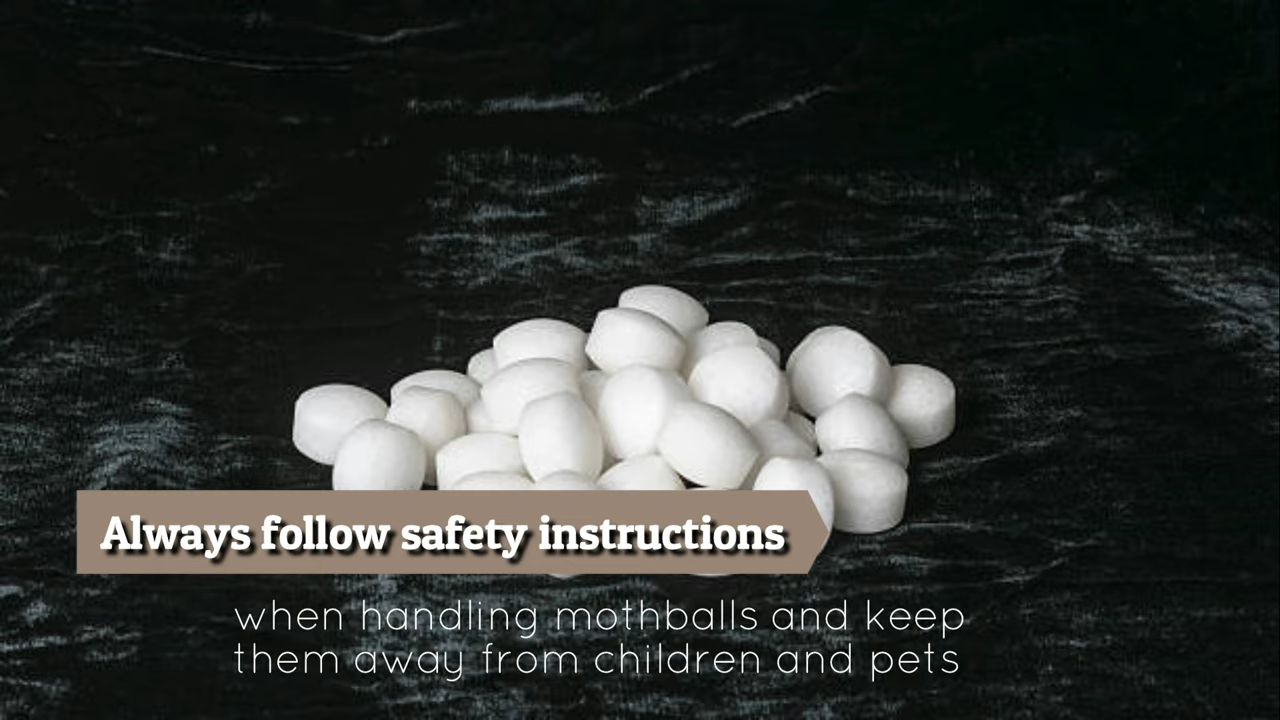 Always follow safety instructions
when handling mothballs and keep
them away from children and pets